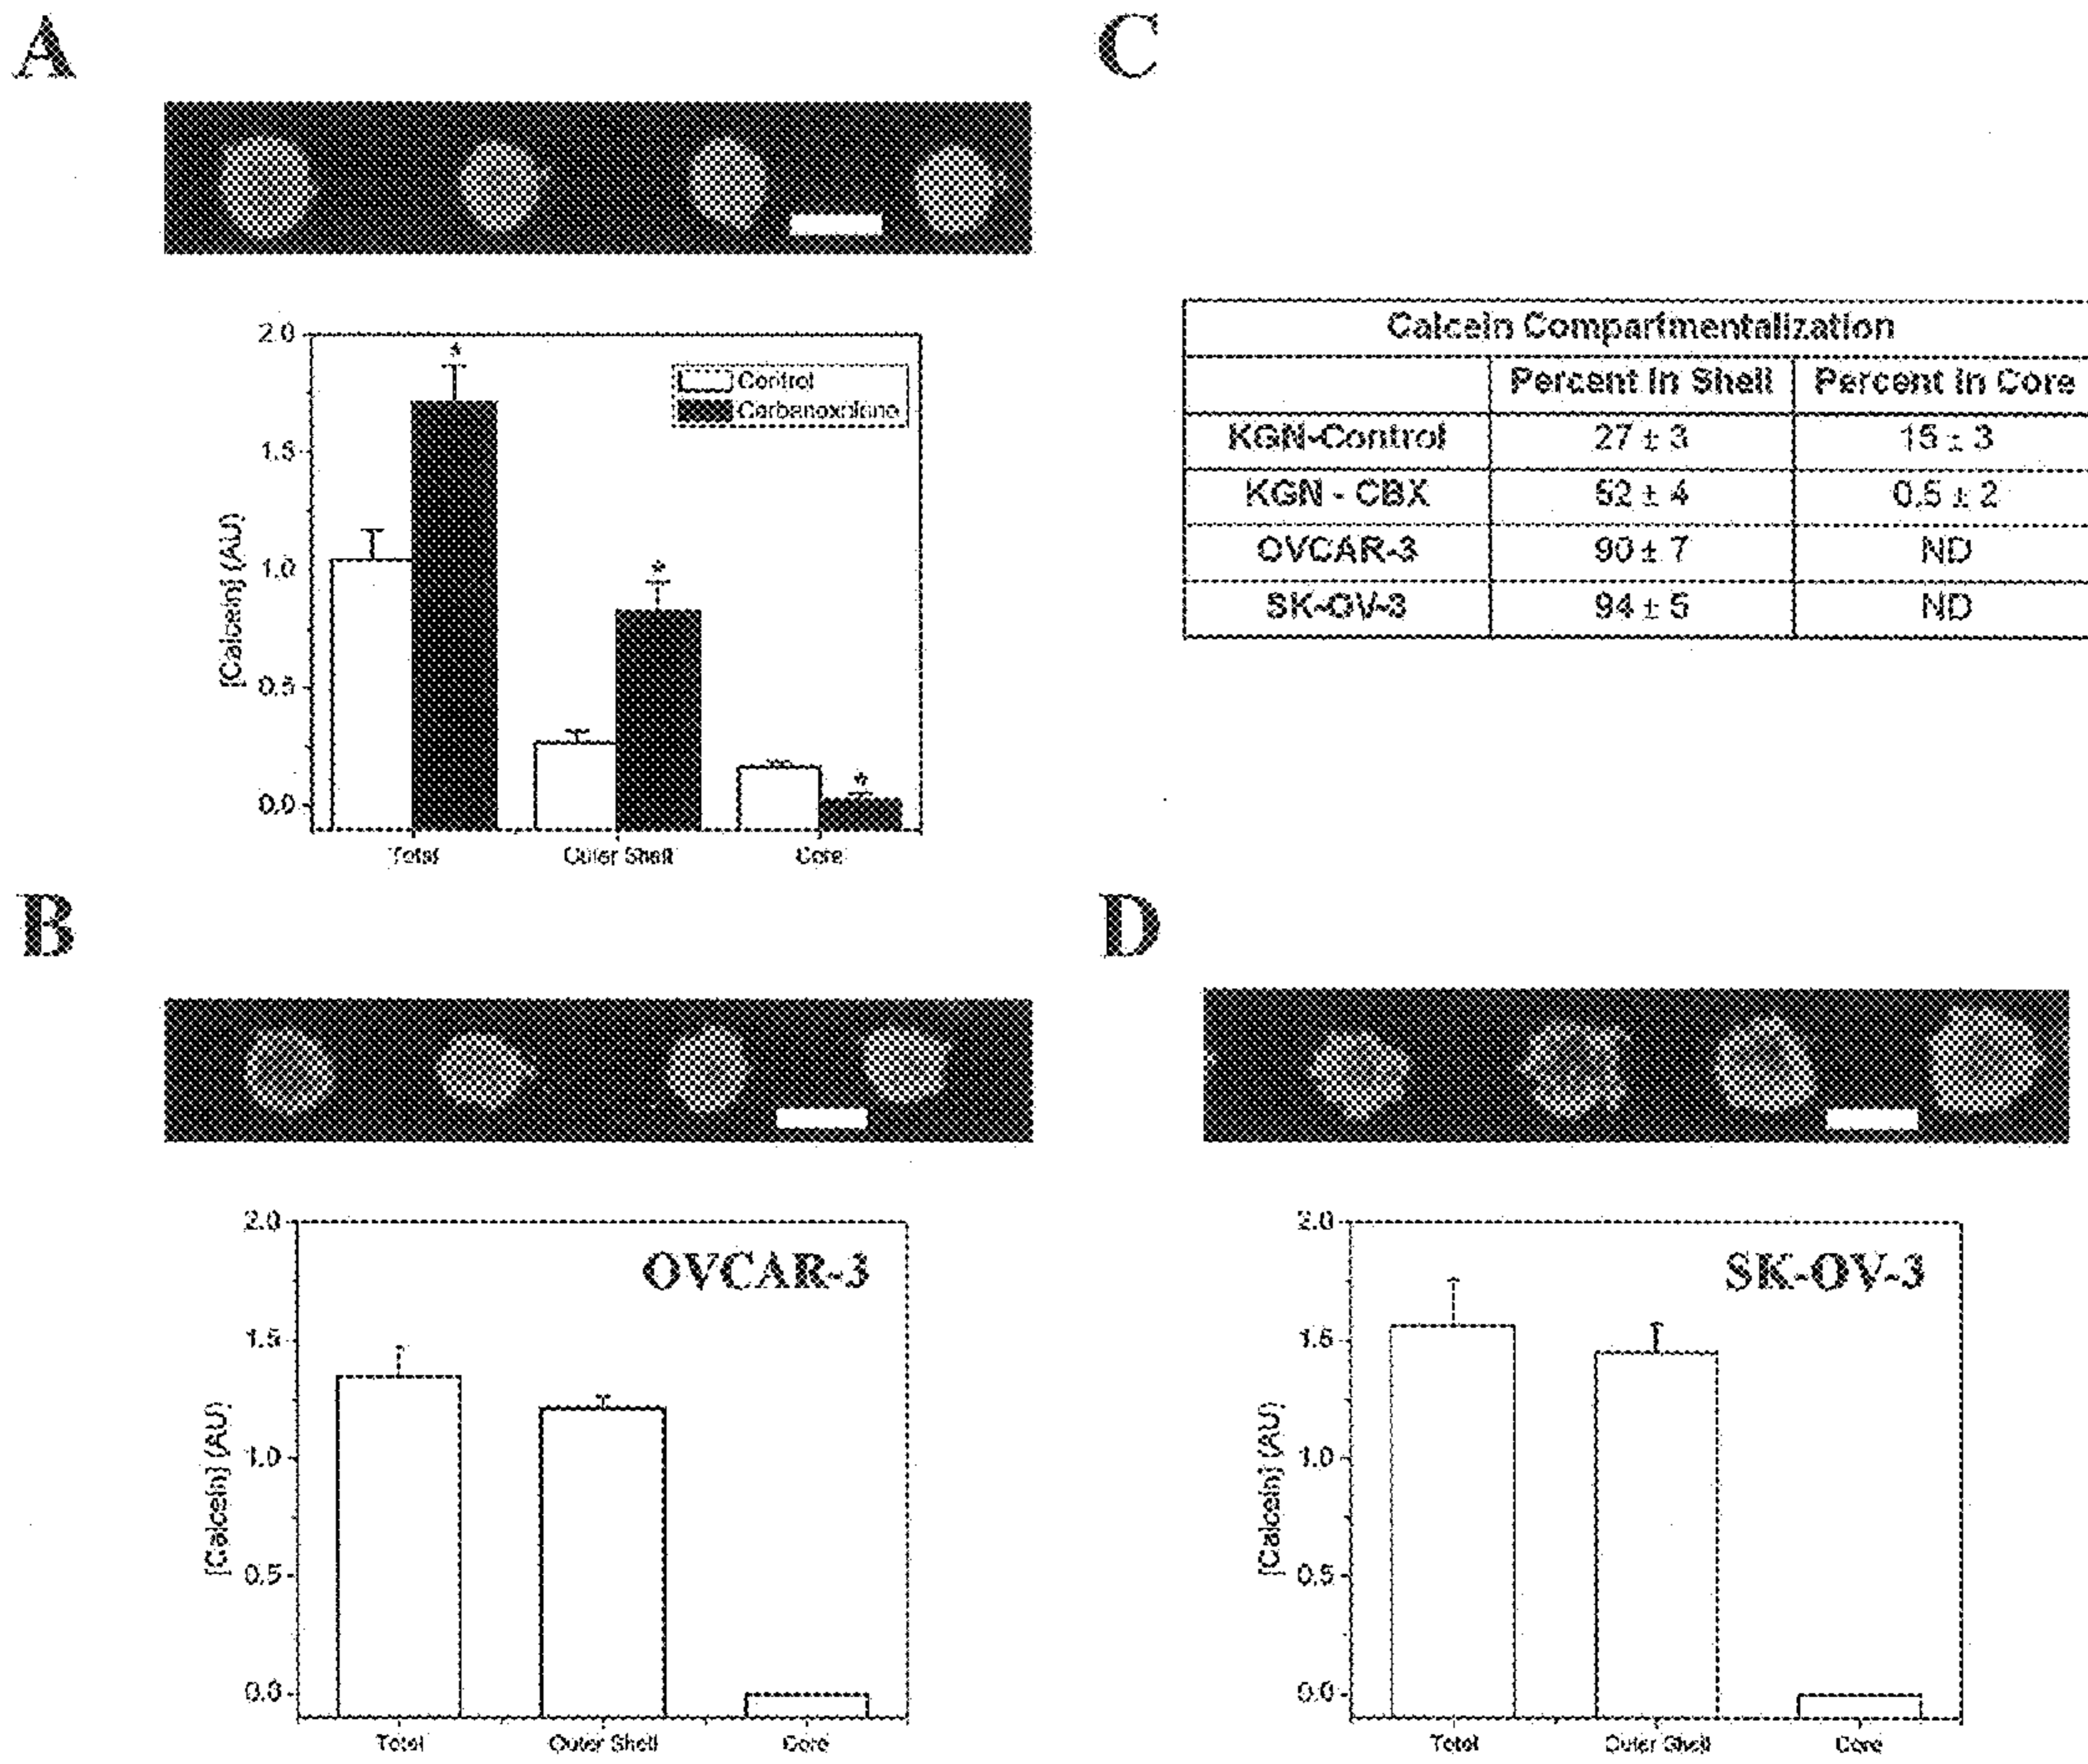 A
2.0
1.5
1.0
0.5
0.0
[Calcein] (AU)
*
*
*
Control
Carbenoxolone
Total
Outer Shell
Core
B
2.0
1.5
1.0
0.5
0.0
[Calcein] (AU)
OVCAR-3
Total
Outer Shell
Core
C
Calcein Compartmentalization
Percent in Shell Percent in Core
KGN-Control 27 ± 3 15 ± 3
KGN - CBX 52 ± 4 0.5 ± 2
OVCAR-3 90 ± 7 ND
SK-OV-3 94 ± 5 ND
D
2.0
1.5
1.0
0.5
0.0
[Calcein] (AU)
SK-OV-3
Total
Outer Shell
Core